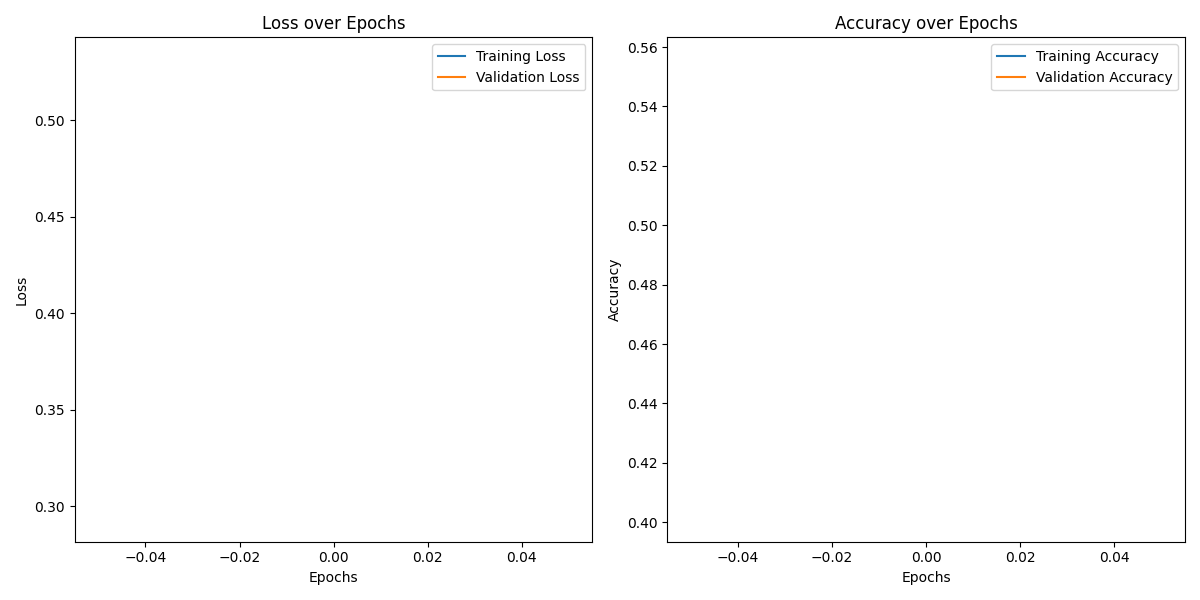 Loss over Epochs
Training Loss
Validation Loss
0.50
0.45
0.40
0.35
0.30
Loss
−0.04
−0.02
0.00
0.02
0.04
Epochs
Accuracy over Epochs
Training Accuracy
Validation Accuracy
0.56
0.54
0.52
0.50
0.48
0.46
0.44
0.42
0.40
Accuracy
−0.04
−0.02
0.00
0.02
0.04
Epochs